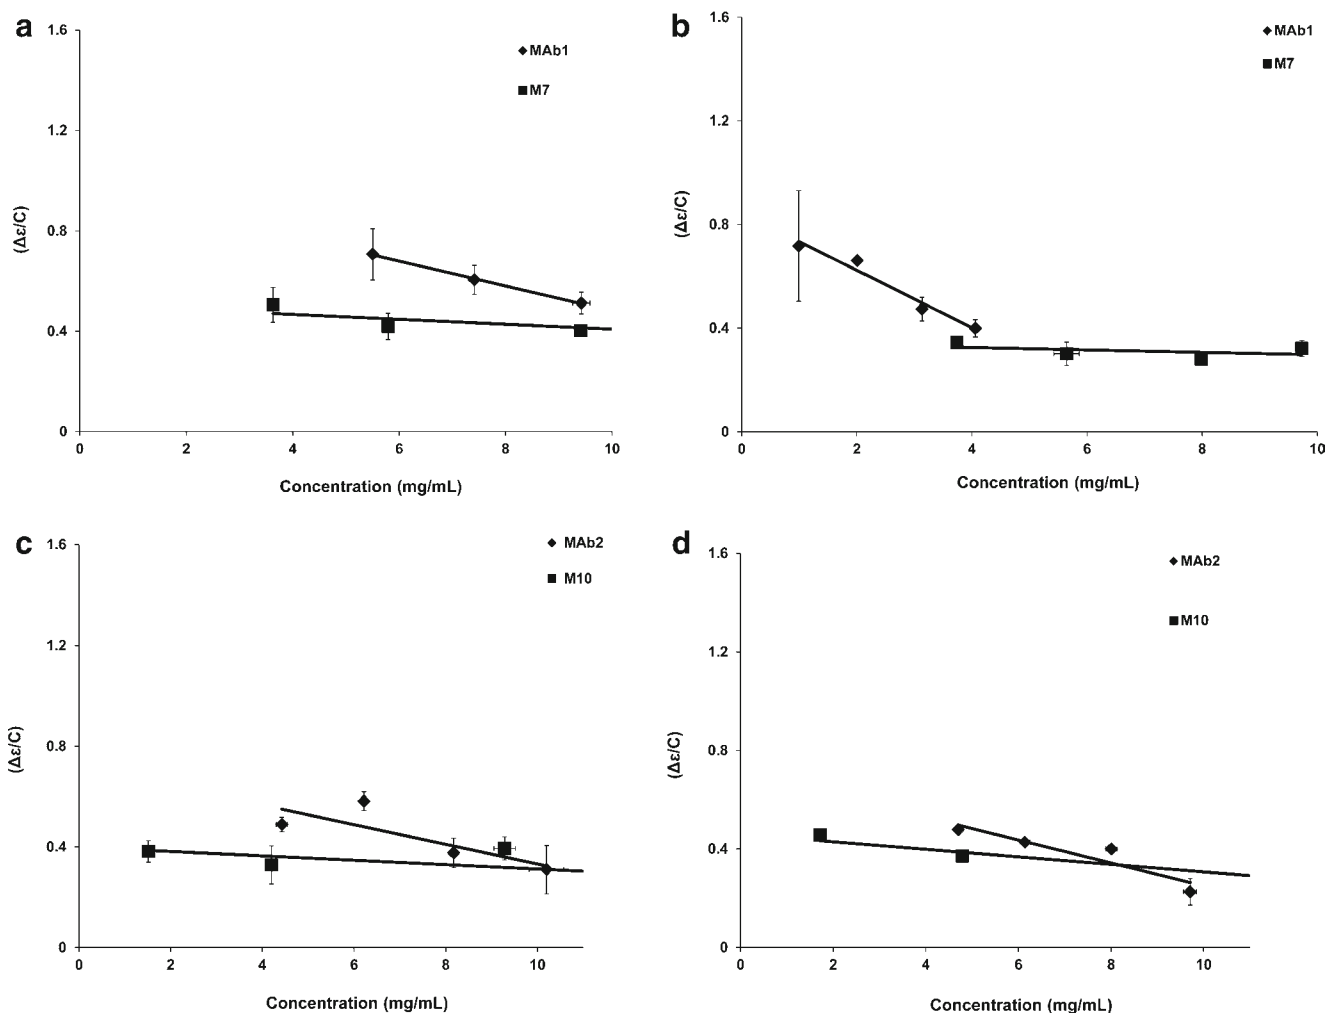 a
1.6
1.2
0.8
0.4
0
(Δε/C)
0 2 4 6 8 10
Concentration (mg/mL)
MAb1
M7
b
1.6
1.2
0.8
0.4
0
(Δε/C)
0 2 4 6 8 10
Concentration (mg/mL)
MAb1
M7
c
1.6
1.2
0.8
0.4
0
(Δε/C)
0 2 4 6 8 10
Concentration (mg/mL)
MAb2
M10
d
1.6
1.2
0.8
0.4
0
(Δε/C)
0 2 4 6 8 10
Concentration (mg/mL)
MAb2
M10